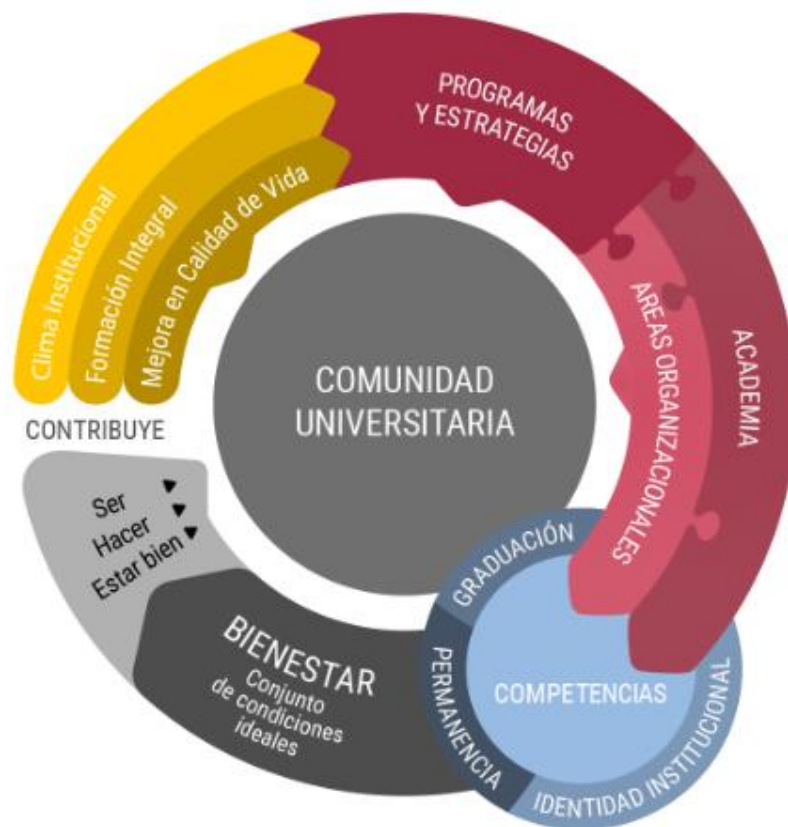 PROGRAMAS
Y ESTRATEGIAS
Clima Institucional
Formación Integral
Mejora en Calidad de Vida
ACADEMIA
AREAS ORGANIZACIONALES
COMUNIDAD
UNIVERSITARIA
CONTRIBUYE
Ser
Hacer
Estar bien
BIENESTAR
Conjunto
de condiciones
ideales
GRADUACIÓN
PERMANENCIA
COMPETENCIAS
IDENTIDAD INSTITUCIONAL